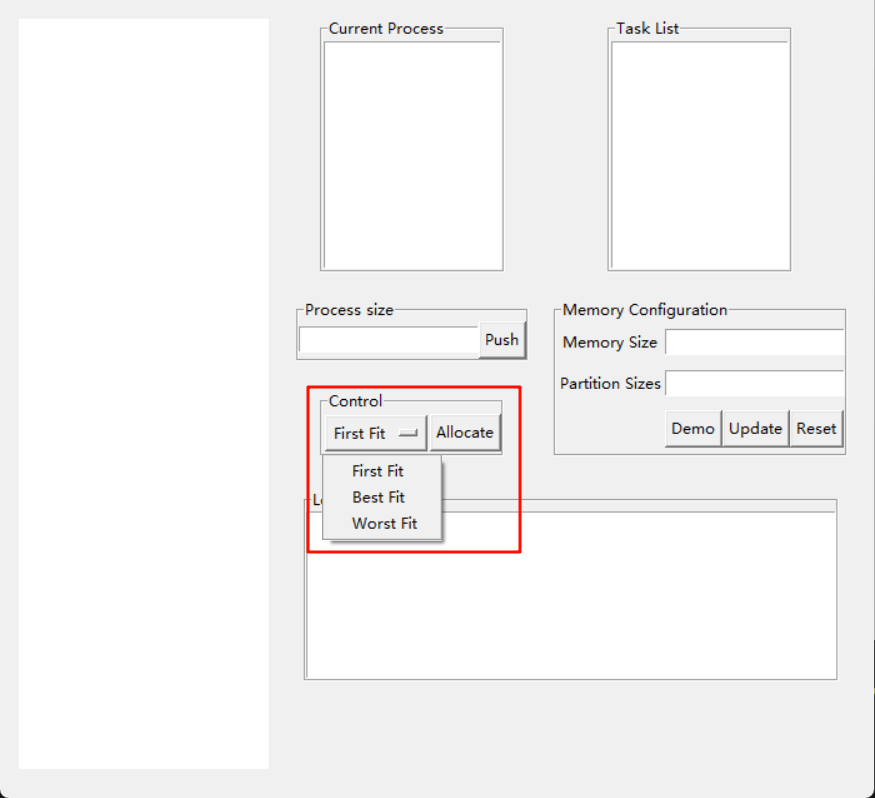 Current Process
Task List
Process size
Push
Memory Configuration
Memory Size
Partition Sizes
Demo Update Reset
Control
First Fit Allocate
First Fit
Best Fit
Worst Fit